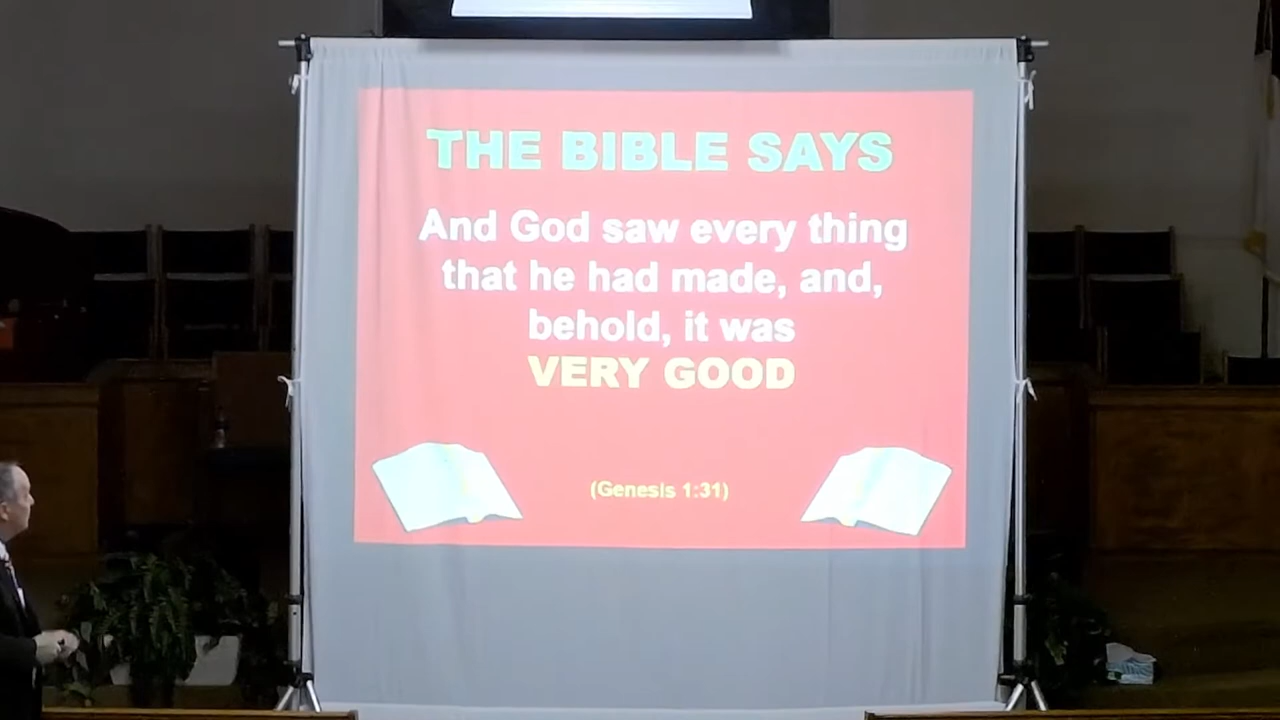 THE BIBLE SAYS
And God saw every thing
that he had made, and,
behold, it was
VERY GOOD
(Genesis 1:31)